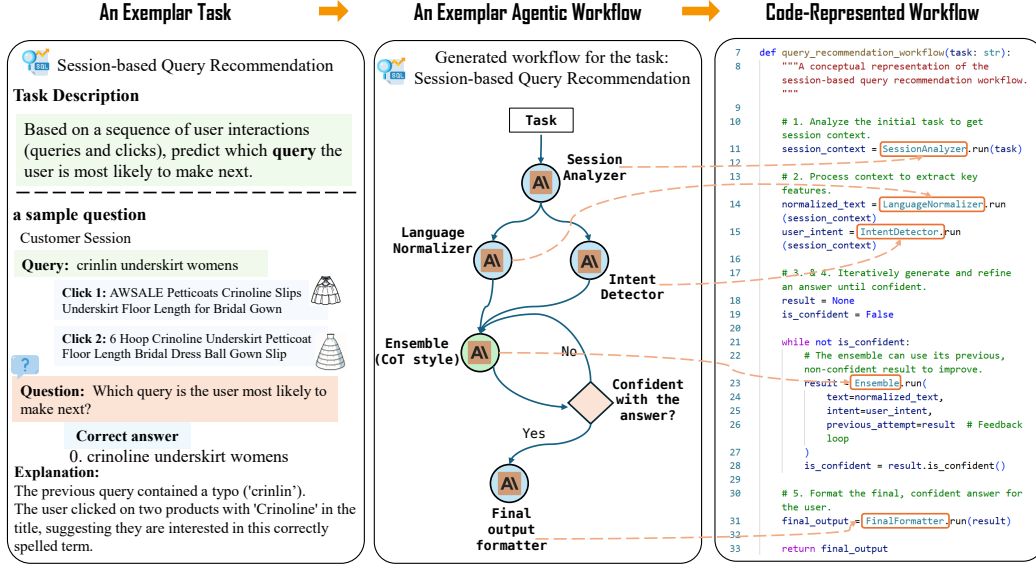 An Exemplar Task
An Exemplar Agentic Workflow
Code-Represented Workflow
SQL
Session-based Query Recommendation
Task Description
Based on a sequence of user interactions
(queries and clicks), predict which query the
user is most likely to make next.
a sample question
Customer Session
Query: crinlin underskirt womens
Click 1: AWSALE Petticoats Crinoline Slips
Underskirt Floor Length for Bridal Gown
Click 2: 6 Hoop Crinoline Underskirt Petticoat
Floor Length Bridal Dress Ball Gown Slip
?
Question: Which query is the user most likely to
make next?
Correct answer
0. crinoline underskirt womens
Explanation:
The previous query contained a typo ('crinlin').
The user clicked on two products with 'Crinoline' in the
title, suggesting they are interested in this correctly
spelled term.
SQL
Generated workflow for the task:
Session-based Query Recommendation
Task
Session
Analyzer
A\
Language
Normalizer
A\
A\
Intent
Detector
Ensemble
(CoT style)
A\
No
Confident
with the
answer?
Yes
A\
Final
output
formatter
7 def query_recommendation_workflow(task: str):
8 """A conceptual representation of the
session-based query recommendation workflow.
"""
9
10 # 1. Analyze the initial task to get
session context.
11 session_context = SessionAnalyzer.run(task)
12
13 # 2. Process context to extract key
features.
14 normalized_text = LanguageNormalizer.run
(session_context)
15 user_intent = IntentDetector.run
(session_context)
16
17 # 3. & 4. Iteratively generate and refine
an answer until confident.
18 result = None
19 is_confident = False
20
21 while not is_confident:
22 # The ensemble can use its previous,
non-confident result to improve.
23 result = Ensemble.run(
24 text=normalized_text,
25 intent=user_intent,
26 previous_attempt=result # Feedback
loop
27 )
28 is_confident = result.is_confident()
29
30 # 5. Format the final, confident answer for
the user.
31 final_output = FinalFormatter.run(result)
32
33 return final_output